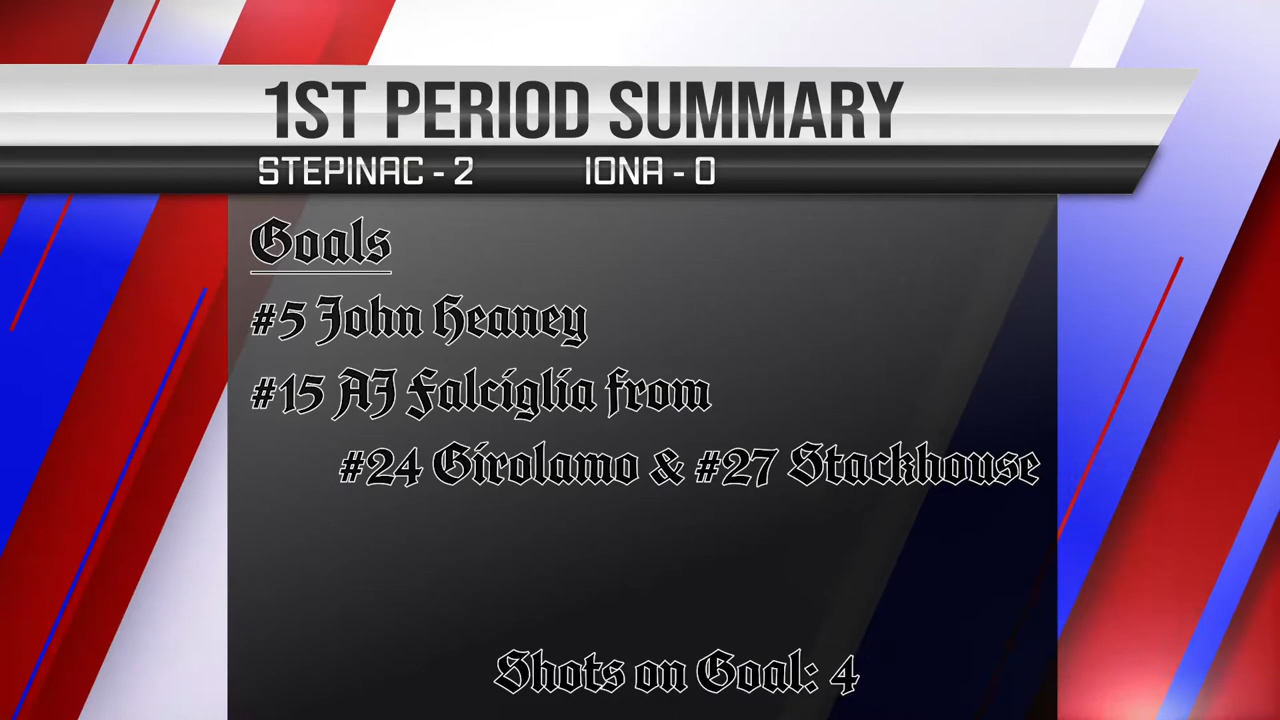 1ST PERIOD SUMMARY
STEPINAC - 2 IONA - 0
Goals
#5 John Heaney
#15 AJ Falciglia from
#24 Girolamo & #27 Stackhouse
Shots on Goal: 4